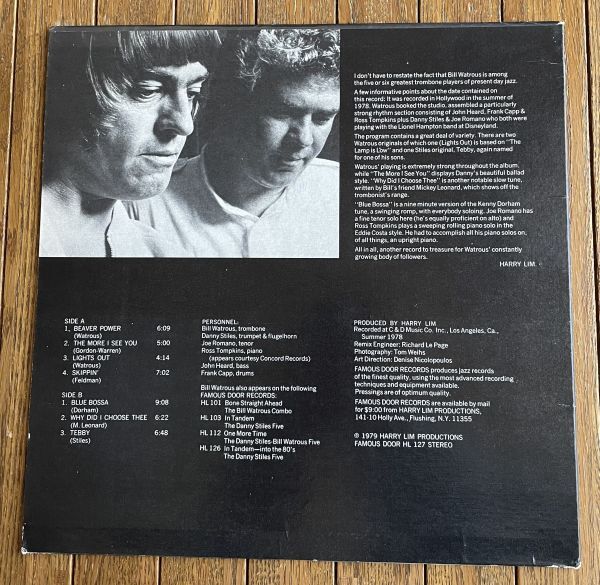 I don't have to restate the fact that Bill Watrous is among
the five or six greatest trombone players of present day jazz.
A few informative points about the date contained on
this record: It was recorded in Hollywood in the summer of
1978. Watrous booked the studio, assembled a particularly
strong rhythm section consisting of John Heard, Frank Capp &
Ross Tompkins plus Danny Stiles & Joe Romano who both were
playing with the Lionel Hampton band at Disneyland.
The program contains a great deal of variety. There are two
Watrous originals of which one (Lights Out) is based on "The
Lamp is Low" and one Stiles original, Tebby, again named
for one of his sons.
Watrous' playing is extremely strong throughout the album,
while "The More I See You" displays Danny's beautiful ballad
style. "Why Did I Choose Thee" is another notable slow tune,
written by Bill's friend Mickey Leonard, which shows off the
trombonist's range.
"Blue Bossa" is a nine minute version of the Kenny Dorham
tune, a swinging romp, with everybody soloing. Joe Romano has
a fine tenor solo here (he's equally proficient on alto) and
Ross Tompkins plays a sweeping rolling piano solo in the
Eddie Costa style. He had to accomplish all his piano solos on,
of all things, an upright piano.
All in all, another record to treasure for Watrous' constantly
growing body of followers.
HARRY LIM.
SIDE A
1. BEAVER POWER 6:09
(Watrous)
2. THE MORE I SEE YOU 5:00
(Gordon-Warren)
3. LIGHTS OUT 4:14
(Watrous)
4. SKIPPIN' 7:02
(Feldman)
SIDE B
1. BLUE BOSSA 9:08
(Dorham)
2. WHY DID I CHOOSE THEE 6:22
(M. Leonard)
3. TEBBY 6:48
(Stiles)
PERSONNEL:
Bill Watrous, trombone
Danny Stiles, trumpet & flugelhorn
Joe Romano, tenor
Ross Tompkins, piano
(appears courtesy Concord Records)
John Heard, bass
Frank Capp, drums
Bill Watrous also appears on the following
FAMOUS DOOR RECORDS:
HL 101 Bone Straight Ahead
The Bill Watrous Combo
HL 103 In Tandem
The Danny Stiles Five
HL 112 One More Time
The Danny Stiles-Bill Watrous Five
HL 126 In Tandem—into the 80's
The Danny Stiles Five
PRODUCED BY HARRY LIM
Recorded at C & D Music Co. Inc., Los Angeles, Ca.,
Summer 1978
Remix Engineer: Richard Le Page
Photography: Tom Weihs
Art Direction: Denise Nicolopoulos
FAMOUS DOOR RECORDS produces jazz records
of the finest quality, using the most advanced recording
techniques and equipment available.
Pressings are of optimum quality.
FAMOUS DOOR RECORDS are available by mail
for $9.00 from HARRY LIM PRODUCTIONS,
141-10 Holly Ave., Flushing, N.Y. 11355
℗ 1979 HARRY LIM PRODUCTIONS
FAMOUS DOOR HL 127 STEREO